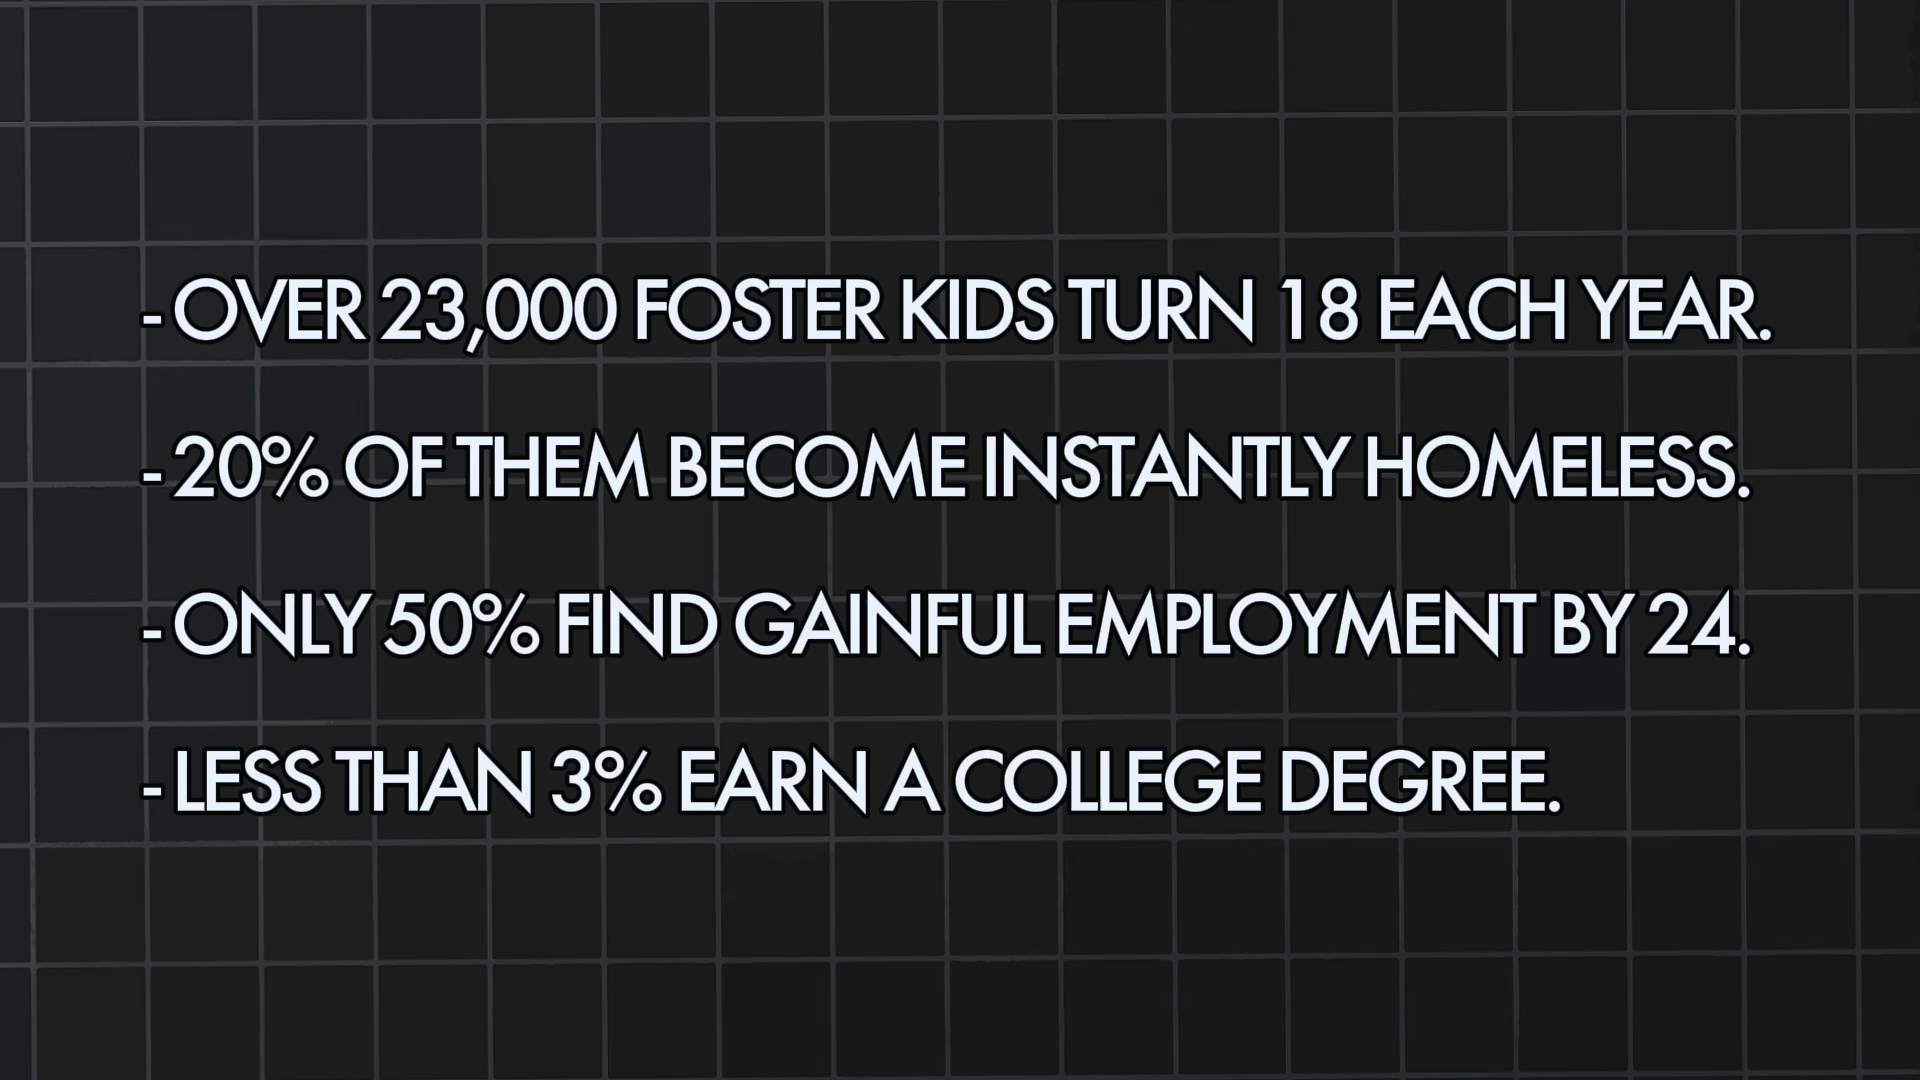 - OVER 23,000 FOSTER KIDS TURN 18 EACH YEAR.
- 20% OF THEM BECOME INSTANTLY HOMELESS.
- ONLY 50% FIND GAINFUL EMPLOYMENT BY 24.
- LESS THAN 3% EARN A COLLEGE DEGREE.